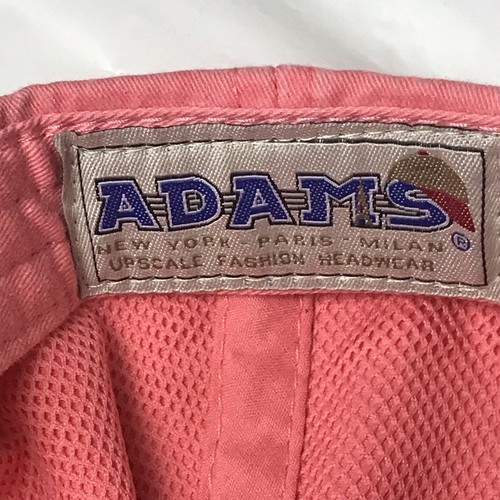 ADAMS®
NEW YORK - PARIS - MILAN
UPSCALE FASHION HEADWEAR